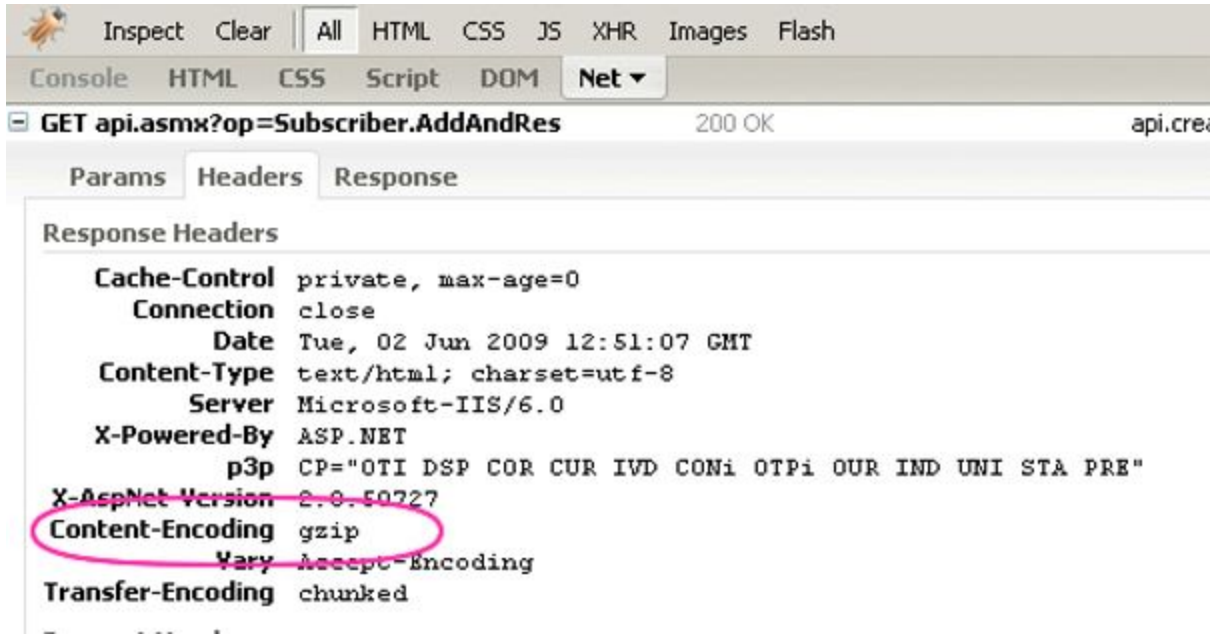 Inspect Clear All HTML CSS JS XHR Images Flash
Console HTML CSS Script DOM Net
GET api.asmx?op=Subscriber.AddAndRes 200 OK api.crea
Params Headers Response
Response Headers
Cache-Control private, max-age=0
Connection close
Date Tue, 02 Jun 2009 12:51:07 GMT
Content-Type text/html; charset=utf-8
Server Microsoft-IIS/6.0
X-Powered-By ASP.NET
p3p CP="OTI DSP COR CUR IVD CONi OTPi OUR IND UNI STA PRE"
X-AspNet-Version 2.0.50727
Content-Encoding gzip
Vary Accept-Encoding
Transfer-Encoding chunked